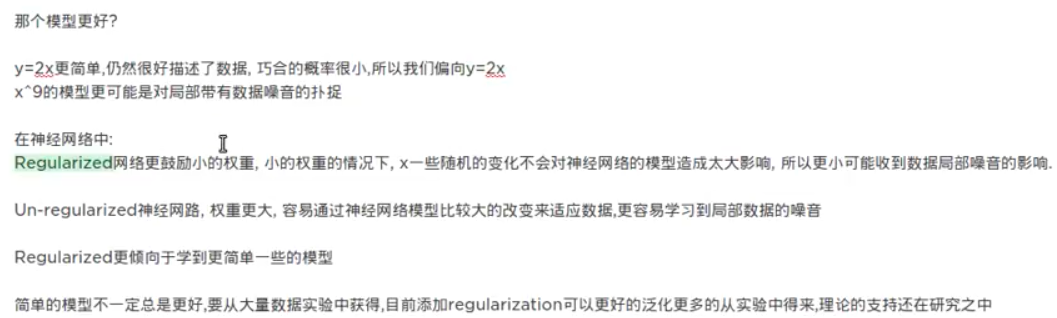 那个模型更好?
y=2x更简单,仍然很好描述了数据, 巧合的概率很小,所以我们偏向y=2x
x^9的模型更可能是对局部带有数据噪音的扑捉
在神经网络中:
Regularized网络更鼓励小的权重, 小的权重的情况下, x一些随机的变化不会对神经网络的模型造成太大影响, 所以更小可能收到数据局部噪音的影响.
Un-regularized神经网路, 权重更大, 容易通过神经网络模型比较大的改变来适应数据,更容易学习到局部数据的噪音
Regularized更倾向于学到更简单一些的模型
简单的模型不一定总是更好,要从大量数据实验中获得,目前添加regularization可以更好的泛化更多的从实验中得来,理论的支持还在研究之中